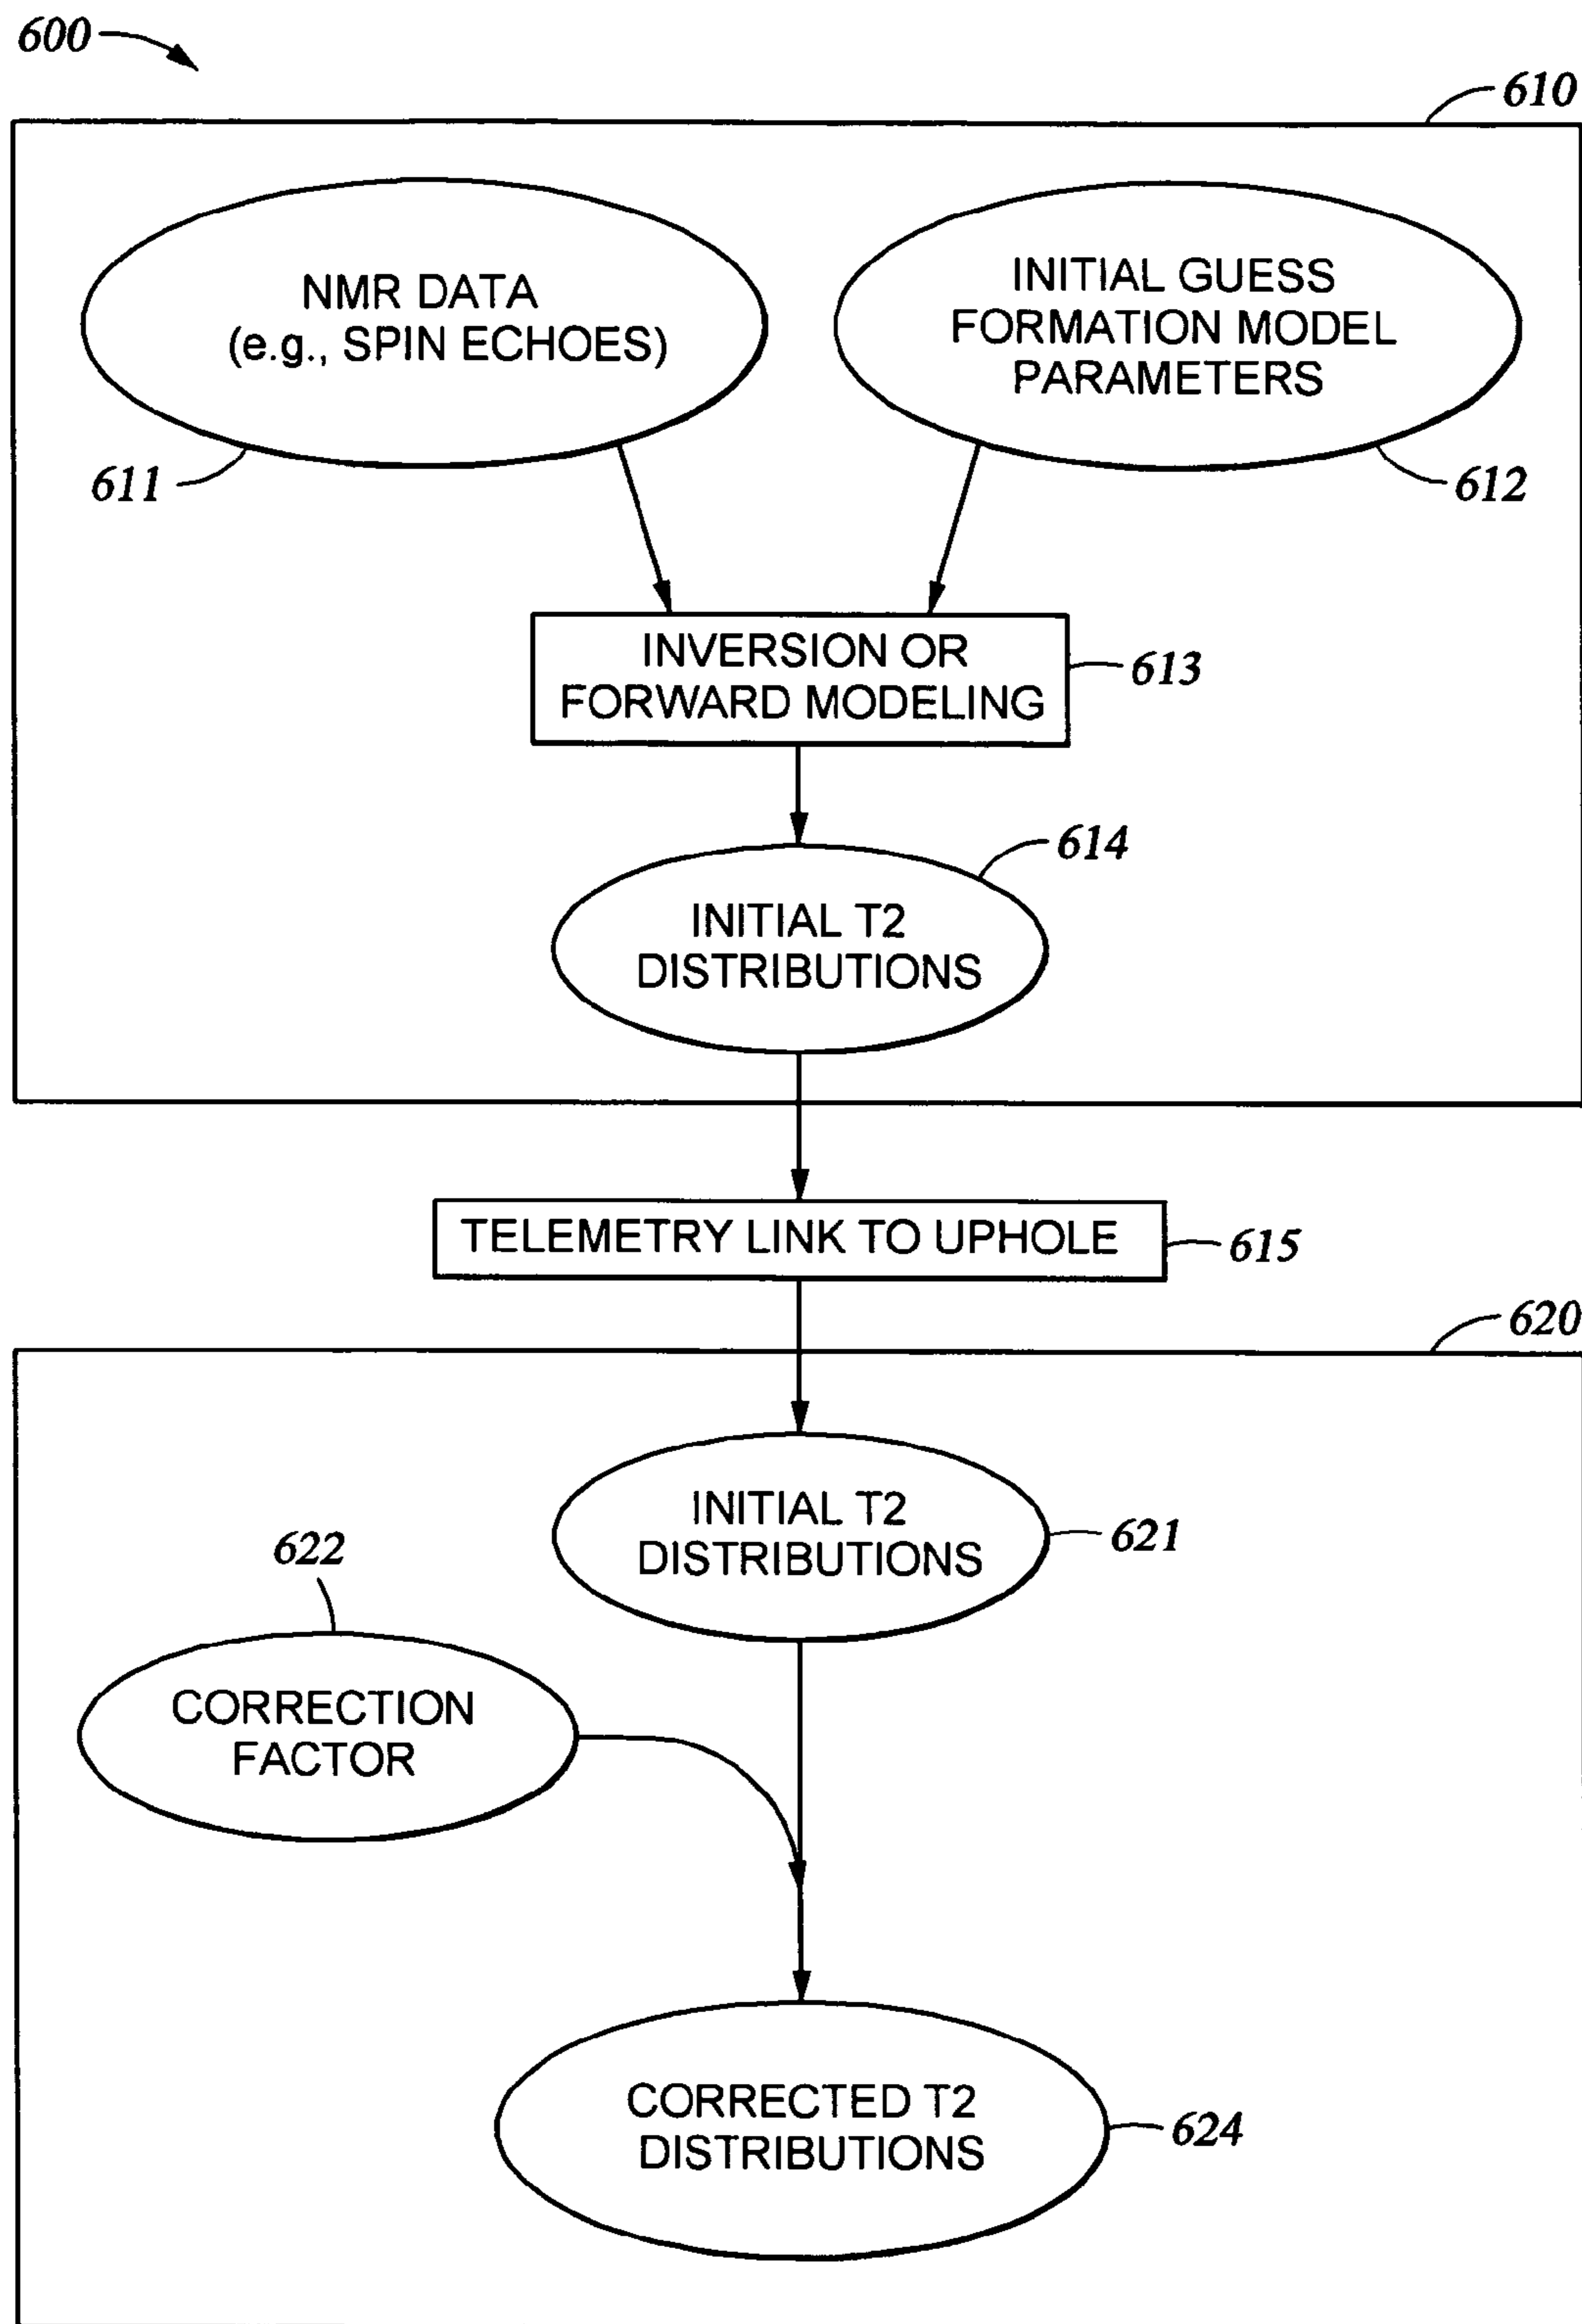 600
610
NMR DATA
(e.g., SPIN ECHOES)
INITIAL GUESS
FORMATION MODEL
PARAMETERS
611
612
INVERSION OR
FORWARD MODELING
613
614
INITIAL T2
DISTRIBUTIONS
TELEMETRY LINK TO UPHOLE
615
620
INITIAL T2
DISTRIBUTIONS
621
622
CORRECTION
FACTOR
CORRECTED T2
DISTRIBUTIONS
624